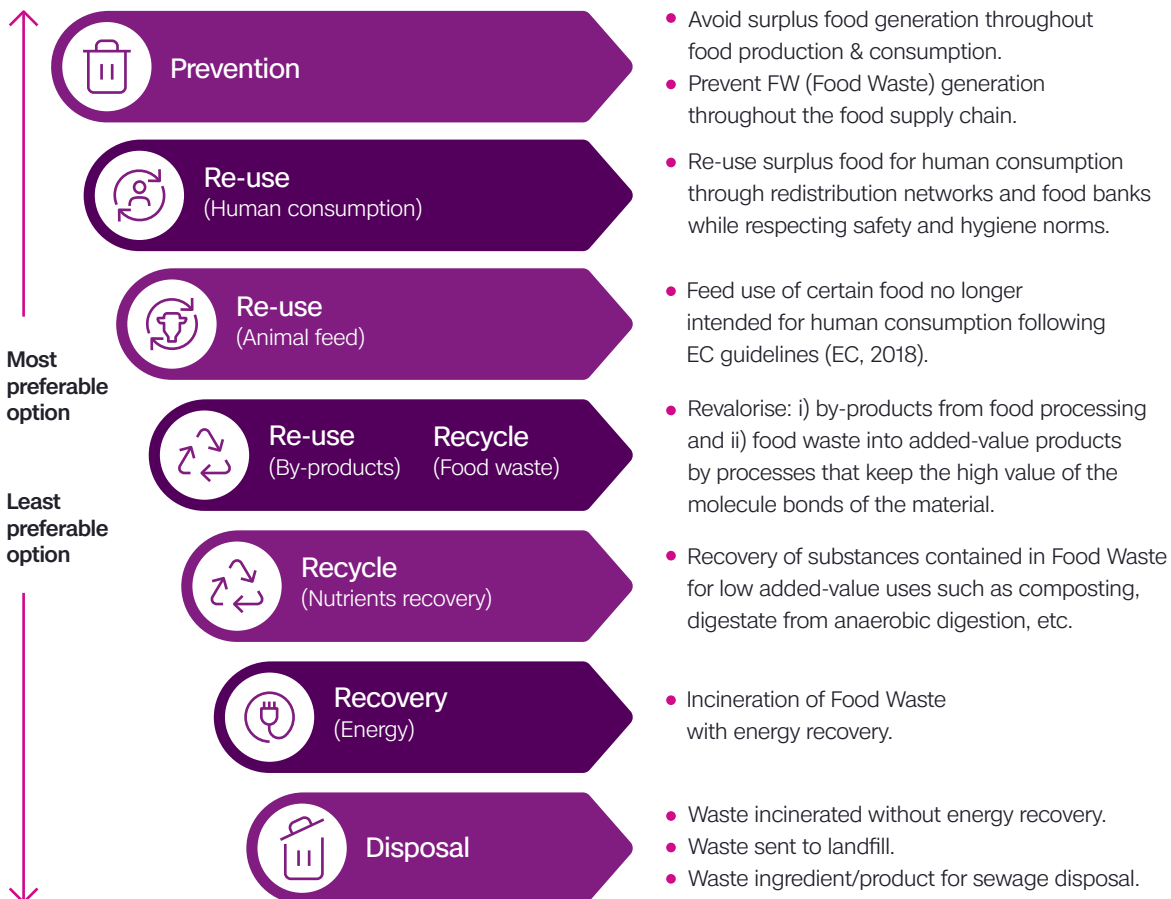 Prevention
• Avoid surplus food generation throughout
food production & consumption.
• Prevent FW (Food Waste) generation
throughout the food supply chain.
Re-use
(Human consumption)
• Re-use surplus food for human consumption
through redistribution networks and food banks
while respecting safety and hygiene norms.
Re-use
(Animal feed)
• Feed use of certain food no longer
intended for human consumption following
EC guidelines (EC, 2018).
Most
preferable
option
Re-use
(By-products)
Recycle
(Food waste)
• Revalorise: i) by-products from food processing
and ii) food waste into added-value products
by processes that keep the high value of the
molecule bonds of the material.
Least
preferable
option
Recycle
(Nutrients recovery)
• Recovery of substances contained in Food Waste
for low added-value uses such as composting,
digestate from anaerobic digestion, etc.
Recovery
(Energy)
• Incineration of Food Waste
with energy recovery.
Disposal
• Waste incinerated without energy recovery.
• Waste sent to landfill.
• Waste ingredient/product for sewage disposal.